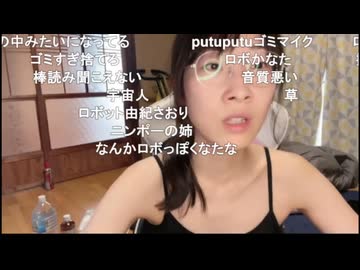 の中みたいになってる putuputuゴミマイク
ゴミすぎ捨てろ ロボかなた
棒読み聞こえない 音質悪い
宇宙人 草
ロボット由紀さおり
ニンポーの姉
なんかロボっぽくなたな